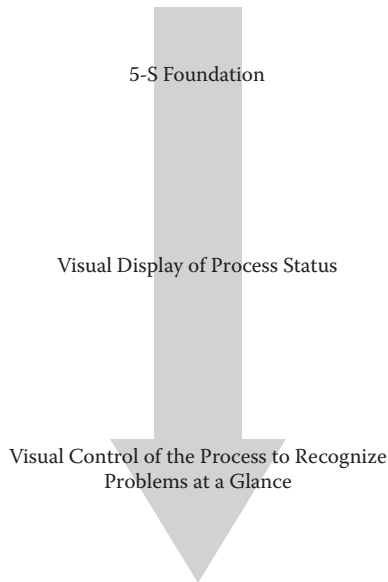 5-S Foundation
Visual Display of Process Status
Visual Control of the Process to Recognize
Problems at a Glance